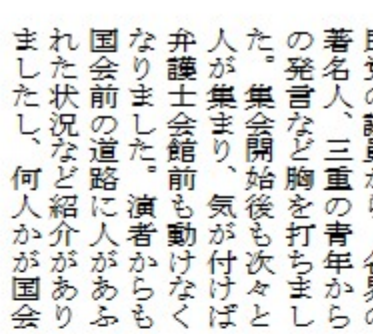 著名人、三重の青年から
の発言など胸を打ちまし
た。集会開始後も次々と
人が集まり、気が付けば
弁護士会館前も動けなく
なりました。演者からも
国会前の道路に人があふ
れた状況など紹介があり
ましたし、何人かが国会